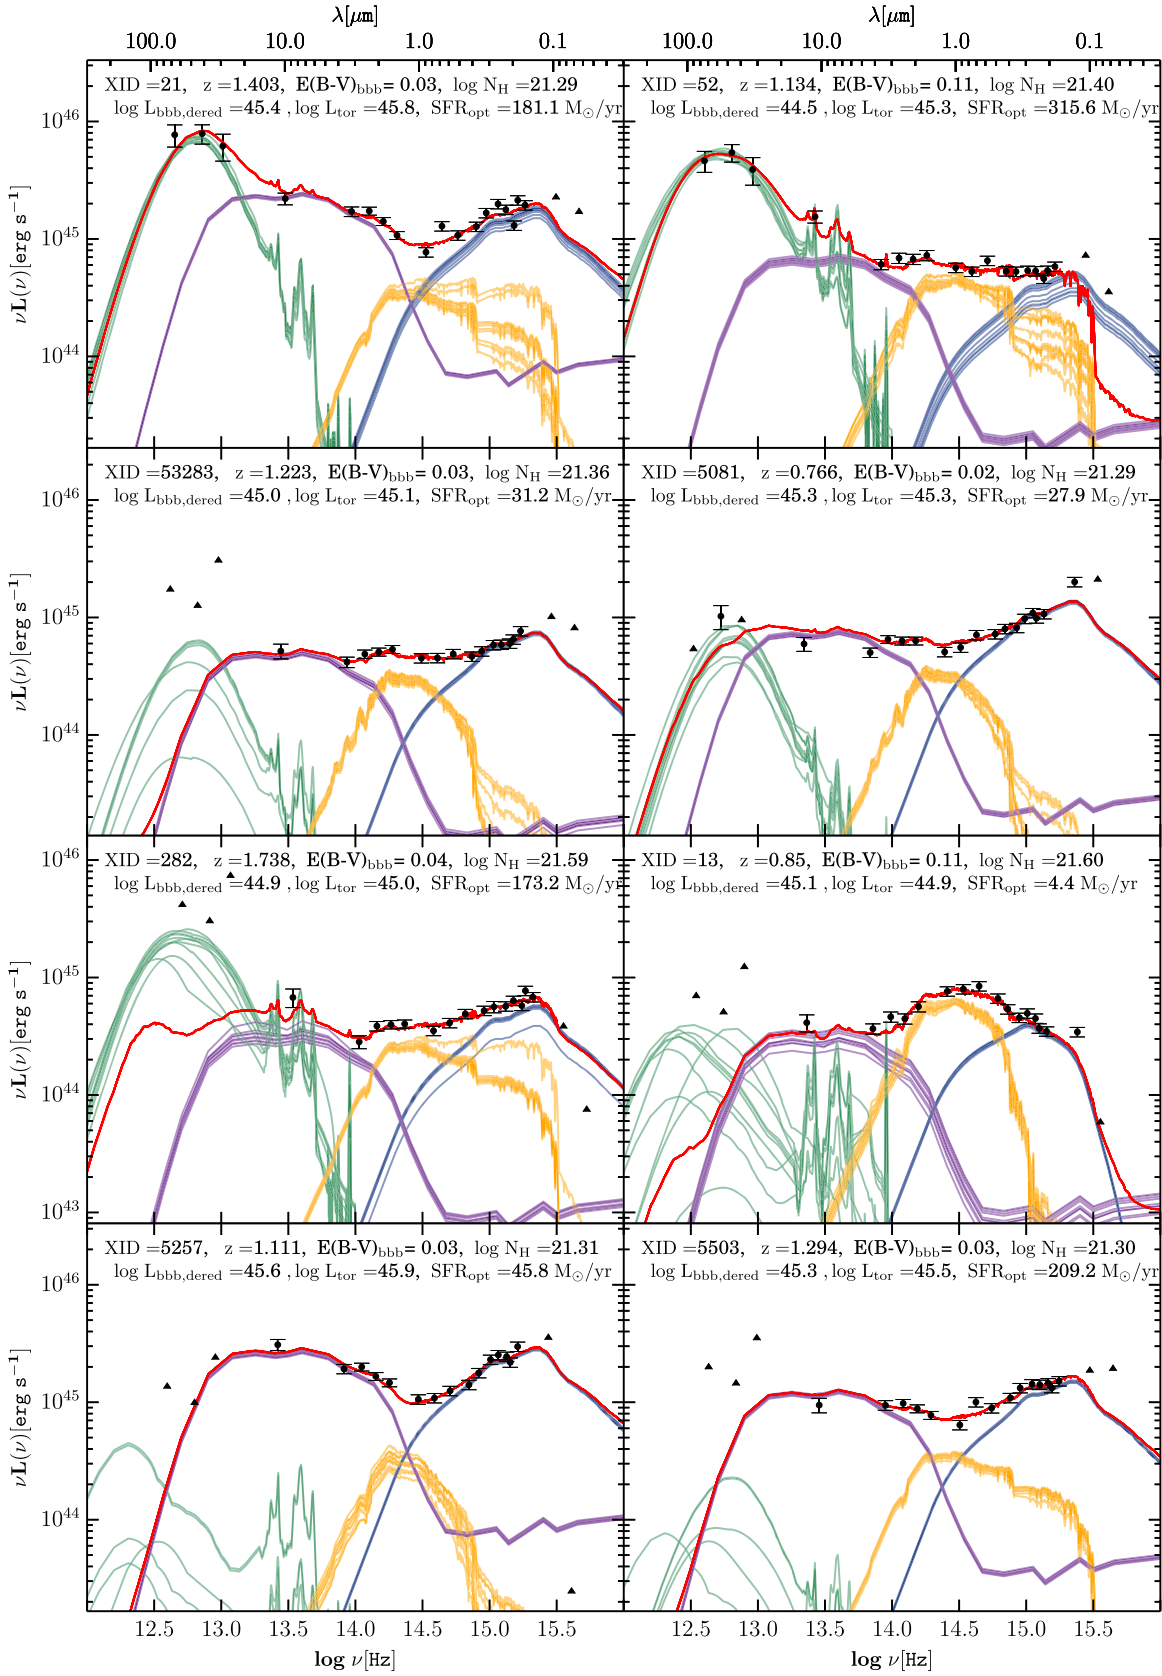 λ[μm] λ[μm]
100.0 10.0 1.0 0.1 100.0 10.0 1.0 0.1
XID =21, z =1.403, E(B-V)bbb= 0.03, log NH =21.29
log Lbbb,dered =45.4 , log Ltor =45.8, SFRopt =181.1 M⊙/yr
XID =52, z =1.134, E(B-V)bbb= 0.11, log NH =21.40
log Lbbb,dered =44.5 , log Ltor =45.3, SFRopt =315.6 M⊙/yr
10^46
10^45
10^44
νL(ν)[erg s^−1]
XID =53283, z =1.223, E(B-V)bbb= 0.03, log NH =21.36
log Lbbb,dered =45.0 , log Ltor =45.1, SFRopt =31.2 M⊙/yr
XID =5081, z =0.766, E(B-V)bbb= 0.02, log NH =21.29
log Lbbb,dered =45.3 , log Ltor =45.3, SFRopt =27.9 M⊙/yr
10^46
10^45
10^44
νL(ν)[erg s^−1]
XID =282, z =1.738, E(B-V)bbb= 0.04, log NH =21.59
log Lbbb,dered =44.9 , log Ltor =45.0, SFRopt =173.2 M⊙/yr
XID =13, z =0.85, E(B-V)bbb= 0.11, log NH =21.60
log Lbbb,dered =45.1 , log Ltor =44.9, SFRopt =4.4 M⊙/yr
10^46
10^45
10^44
10^43
νL(ν)[erg s^−1]
XID =5257, z =1.111, E(B-V)bbb= 0.03, log NH =21.31
log Lbbb,dered =45.6 , log Ltor =45.9, SFRopt =45.8 M⊙/yr
XID =5503, z =1.294, E(B-V)bbb= 0.03, log NH =21.30
log Lbbb,dered =45.3 , log Ltor =45.5, SFRopt =209.2 M⊙/yr
10^46
10^45
10^44
νL(ν)[erg s^−1]
12.5 13.0 13.5 14.0 14.5 15.0 15.5 12.5 13.0 13.5 14.0 14.5 15.0 15.5
log ν[Hz] log ν[Hz]